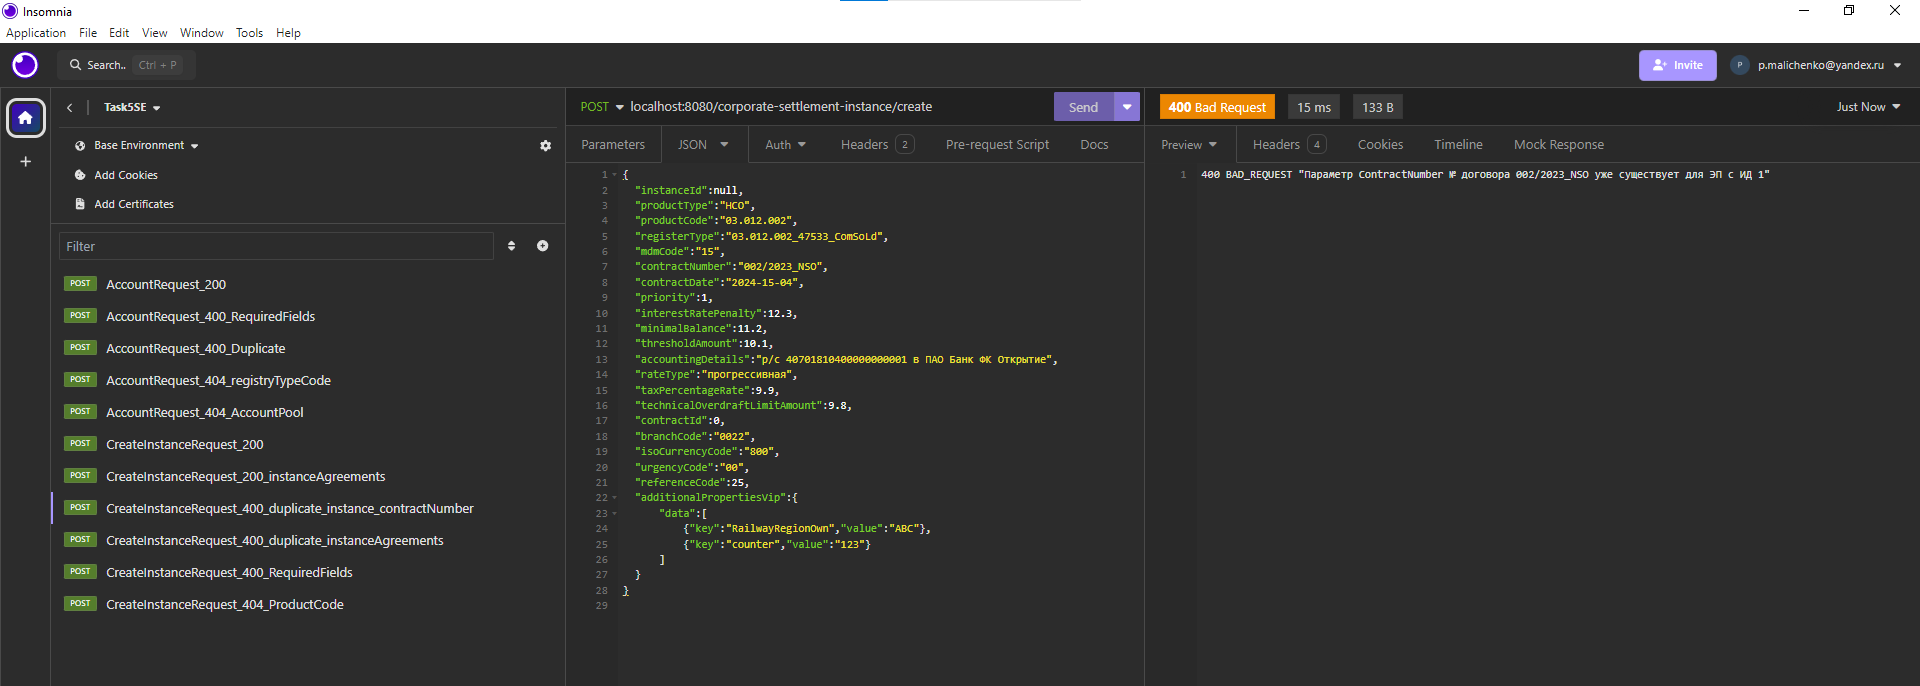 Insomnia
Application File Edit View Window Tools Help
Search.. Ctrl + P
Invite
P p.malichenko@yandex.ru
Task5SE
Base Environment
Add Cookies
Add Certificates
Filter
POST AccountRequest_200
POST AccountRequest_400_RequiredFields
POST AccountRequest_400_Duplicate
POST AccountRequest_404_registryTypeCode
POST AccountRequest_404_AccountPool
POST CreateInstanceRequest_200
POST CreateInstanceRequest_200_instanceAgreements
POST CreateInstanceRequest_400_duplicate_instance_contractNumber
POST CreateInstanceRequest_400_duplicate_instanceAgreements
POST CreateInstanceRequest_400_RequiredFields
POST CreateInstanceRequest_404_ProductCode
POST localhost:8080/corporate-settlement-instance/create Send
Parameters JSON Auth Headers 2 Pre-request Script Docs
1 {
2 "instanceId":null,
3 "productType":"НСО",
4 "productCode":"03.012.002",
5 "registerType":"03.012.002_47533_ComSoLd",
6 "mdmCode":"15",
7 "contractNumber":"002/2023_NSO",
8 "contractDate":"2024-15-04",
9 "priority":1,
10 "interestRatePenalty":12.3,
11 "minimalBalance":11.2,
12 "thresholdAmount":10.1,
13 "accountingDetails":"р/с 40701810400000000001 в ПАО Банк ФК Открытие",
14 "rateType":"прогрессивная",
15 "taxPercentageRate":9.9,
16 "technicalOverdraftLimitAmount":9.8,
17 "contractId":0,
18 "branchCode":"0022",
19 "isoCurrencyCode":"800",
20 "urgencyCode":"00",
21 "referenceCode":25,
22 "additionalPropertiesVip":{
23 "data":[
24 {"key":"RailwayRegionOwn","value":"ABC"},
25 {"key":"counter","value":"123"}
26 ]
27 }
28 }
29
400 Bad Request 15 ms 133 B Just Now
Preview Headers 4 Cookies Timeline Mock Response
1 400 BAD_REQUEST "Параметр ContractNumber № договора 002/2023_NSO уже существует для ЭП с ИД 1"